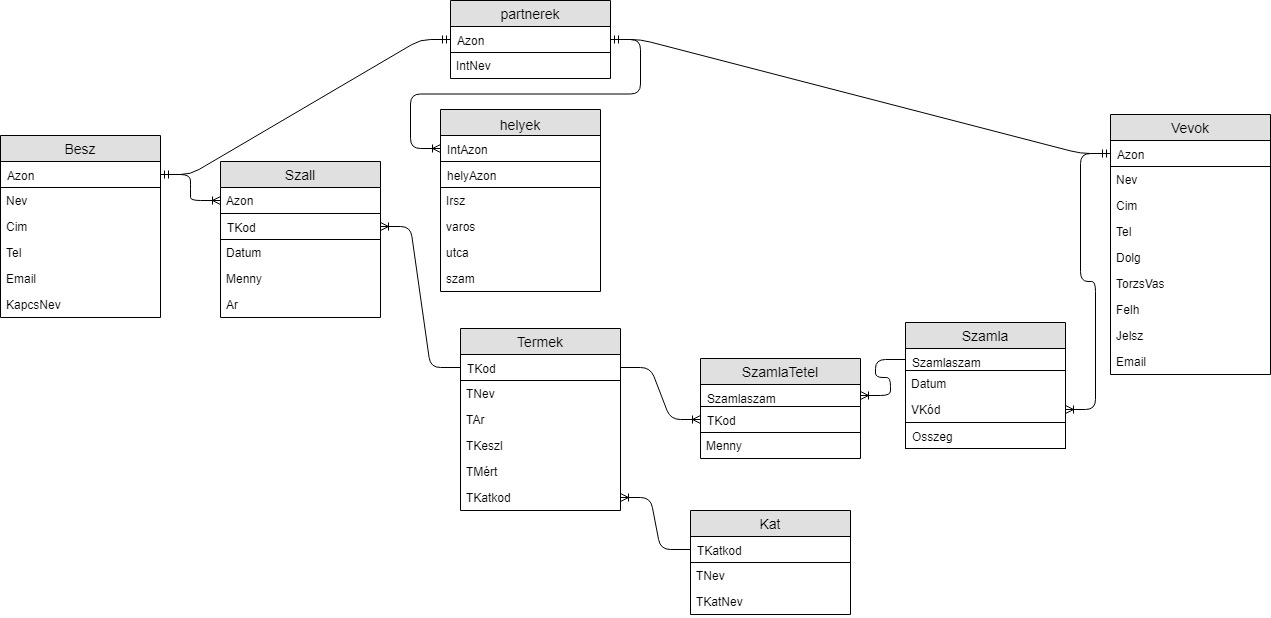 partnerek
Azon
IntNev
helyek
IntAzon
helyAzon
Irsz
varos
utca
szam
Besz
Azon
Nev
Cim
Tel
Email
KapcsNev
Szall
Azon
TKod
Datum
Menny
Ar
Vevok
Azon
Nev
Cim
Tel
Dolg
TorzsVas
Felh
Jelsz
Email
Termek
TKod
TNev
TAr
TKeszl
TMért
TKatkod
SzamlaTetel
Szamlaszam
TKod
Menny
Szamla
Szamlaszam
Datum
VKód
Osszeg
Kat
TKatkod
TNev
TKatNev